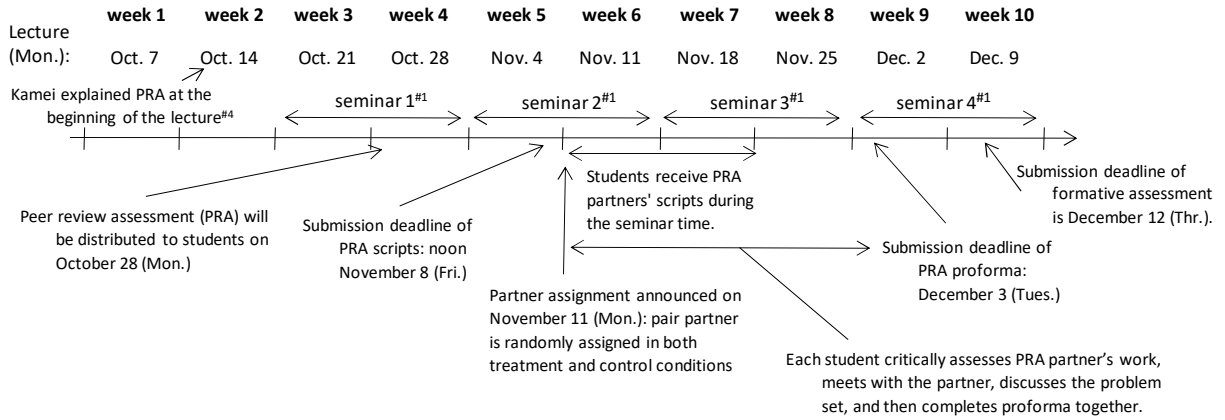 week 1 week 2 week 3 week 4 week 5 week 6 week 7 week 8 week 9 week 10
Lecture
(Mon.): Oct. 7 Oct. 14 Oct. 21 Oct. 28 Nov. 4 Nov. 11 Nov. 18 Nov. 25 Dec. 2 Dec. 9
Kamei explained PRA at the
beginning of the lecture#4
seminar 1#1 seminar 2#1 seminar 3#1 seminar 4#1
Peer review assessment (PRA) will
be distributed to students on
October 28 (Mon.)
Submission deadline of
PRA scripts: noon
November 8 (Fri.)
Students receive PRA
partners' scripts during
the seminar time.
Partner assignment announced on
November 11 (Mon.): pair partner
is randomly assigned in both
treatment and control conditions
Submission deadline of
PRA proforma:
December 3 (Tues.)
Submission deadline of
formative assessment
is December 12 (Thr.).
Each student critically assesses PRA partner’s work,
meets with the partner, discusses the problem
set, and then completes proforma together.